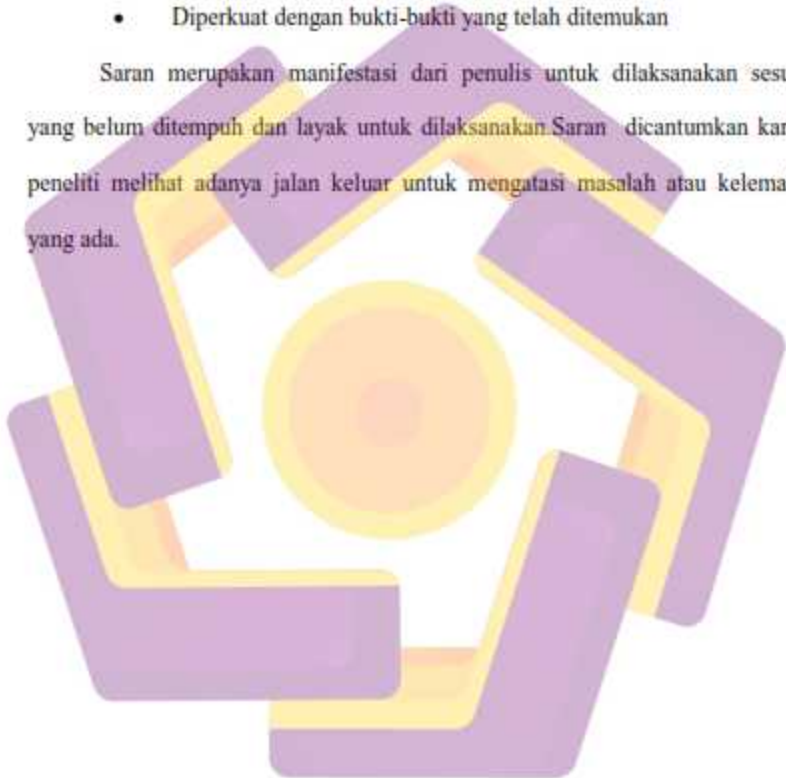 • Diperkuat dengan bukti-bukti yang telah ditemukan
Saran merupakan manifestasi dari penulis untuk dilaksanakan sesu
yang belum ditempuh dan layak untuk dilaksanakan.Saran dicantumkan kar
peneliti melihat adanya jalan keluar untuk mengatasi masalah atau kelema
yang ada.